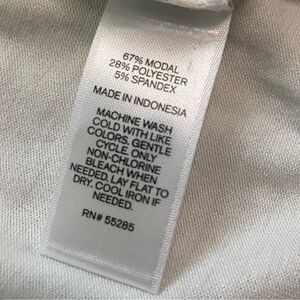 67% MODAL
28% POLYESTER
5% SPANDEX
MADE IN INDONESIA
MACHINE WASH
COLD WITH LIKE
COLORS. GENTLE
CYCLE. ONLY
NON-CHLORINE
BLEACH WHEN
NEEDED. LAY FLAT TO
DRY. COOL IRON IF
NEEDED.
RN# 55285